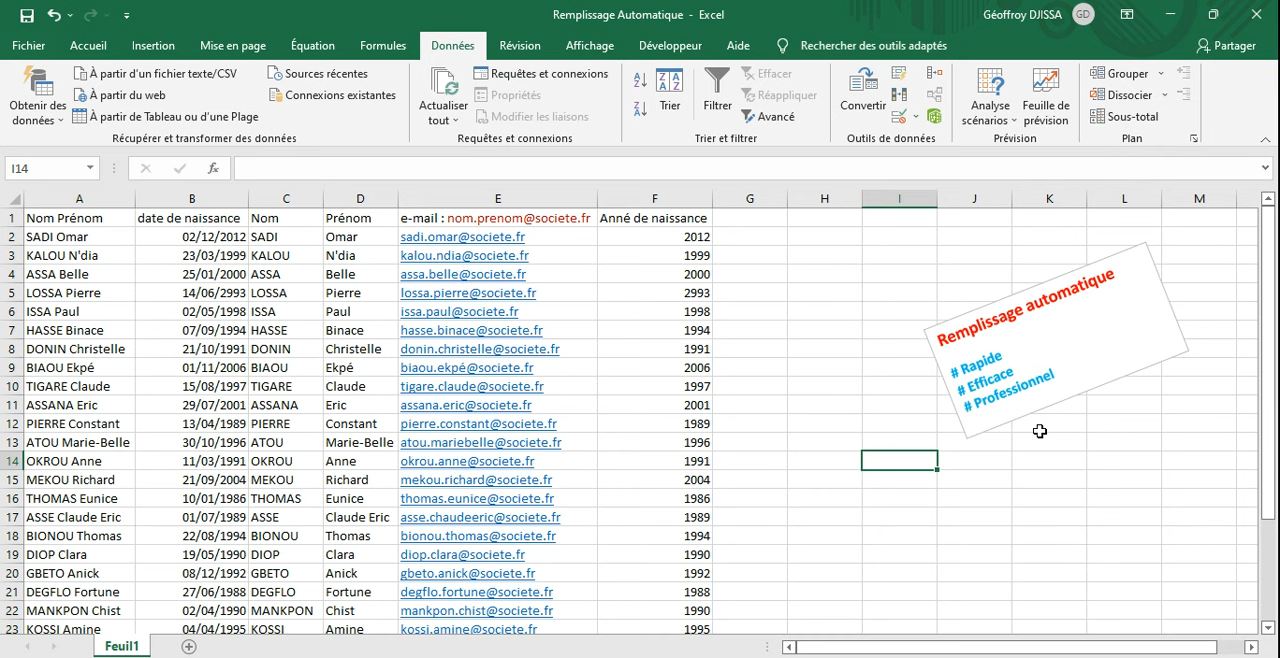 Remplissage Automatique - Excel
Géoffroy DJISSA GD
Fichier Accueil Insertion Mise en page Équation Formules Données Révision Affichage Développeur Aide Rechercher des outils adaptés Partager
Obtenir des données
À partir d'un fichier texte/CSV
À partir du web
À partir de Tableau ou d'une Plage
Sources récentes
Connexions existantes
Récupérer et transformer des données
Actualiser tout
Requêtes et connexions
Propriétés
Modifier les liaisons
Requêtes et connexions
Trier
Filtrer
Effacer
Réappliquer
Avancé
Trier et filtrer
Convertir
Outils de données
Analyse scénarios
Feuille de prévision
Prévision
Grouper
Dissocier
Sous-total
Plan
I14 fx
A B C D E F G H I J K L M
1 Nom Prénom date de naissance Nom Prénom e-mail : nom.prenom@societe.fr Anné de naissance
2 SADI Omar 02/12/2012 SADI Omar sadi.omar@societe.fr 2012
3 KALOU N'dia 23/03/1999 KALOU N'dia kalou.ndia@societe.fr 1999
4 ASSA Belle 25/01/2000 ASSA Belle assa.belle@societe.fr 2000
5 LOSSA Pierre 14/06/2993 LOSSA Pierre lossa.pierre@societe.fr 2993
6 ISSA Paul 02/05/1998 ISSA Paul issa.paul@societe.fr 1998
7 HASSE Binace 07/09/1994 HASSE Binace hasse.binace@societe.fr 1994
8 DONIN Christelle 21/10/1991 DONIN Christelle donin.christelle@societe.fr 1991
9 BIAOU Ekpé 01/11/2006 BIAOU Ekpé biaou.ekpé@societe.fr 2006
10 TIGARE Claude 15/08/1997 TIGARE Claude tigare.claude@societe.fr 1997
11 ASSANA Eric 29/07/2001 ASSANA Eric assana.eric@societe.fr 2001
12 PIERRE Constant 13/04/1989 PIERRE Constant pierre.constant@societe.fr 1989
13 ATOU Marie-Belle 30/10/1996 ATOU Marie-Belle atou.mariebelle@societe.fr 1996
14 OKROU Anne 11/03/1991 OKROU Anne okrou.anne@societe.fr 1991
15 MEKOU Richard 21/09/2004 MEKOU Richard mekou.richard@societe.fr 2004
16 THOMAS Eunice 10/01/1986 THOMAS Eunice thomas.eunice@societe.fr 1986
17 ASSE Claude Eric 01/07/1989 ASSE Claude Eric asse.chaudeeric@societe.fr 1989
18 BIONOU Thomas 22/08/1994 BIONOU Thomas bionou.thomas@societe.fr 1994
19 DIOP Clara 19/05/1990 DIOP Clara diop.clara@societe.fr 1990
20 GBETO Anick 08/12/1992 GBETO Anick gbeto.anick@societe.fr 1992
21 DEGFLO Fortune 27/06/1988 DEGFLO Fortune degflo.fortune@societe.fr 1988
22 MANKPON Chist 02/04/1990 MANKPON Chist mankpon.chist@societe.fr 1990
23 KOSSI Amine 04/04/1995 KOSSI Amine kossi.amine@societe.fr 1995
Remplissage automatique
# Rapide
# Efficace
# Professionnel
Feuil1